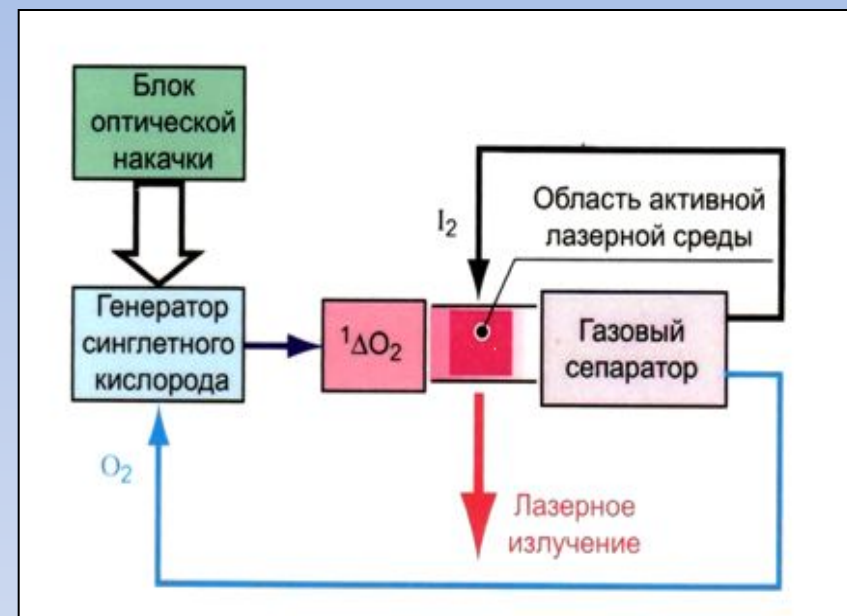 Блок
оптической
накачки
I₂
Область активной
лазерной среды
Генератор
синглетного
кислорода
¹ΔO₂
Газовый
сепаратор
O₂
Лазерное
излучение